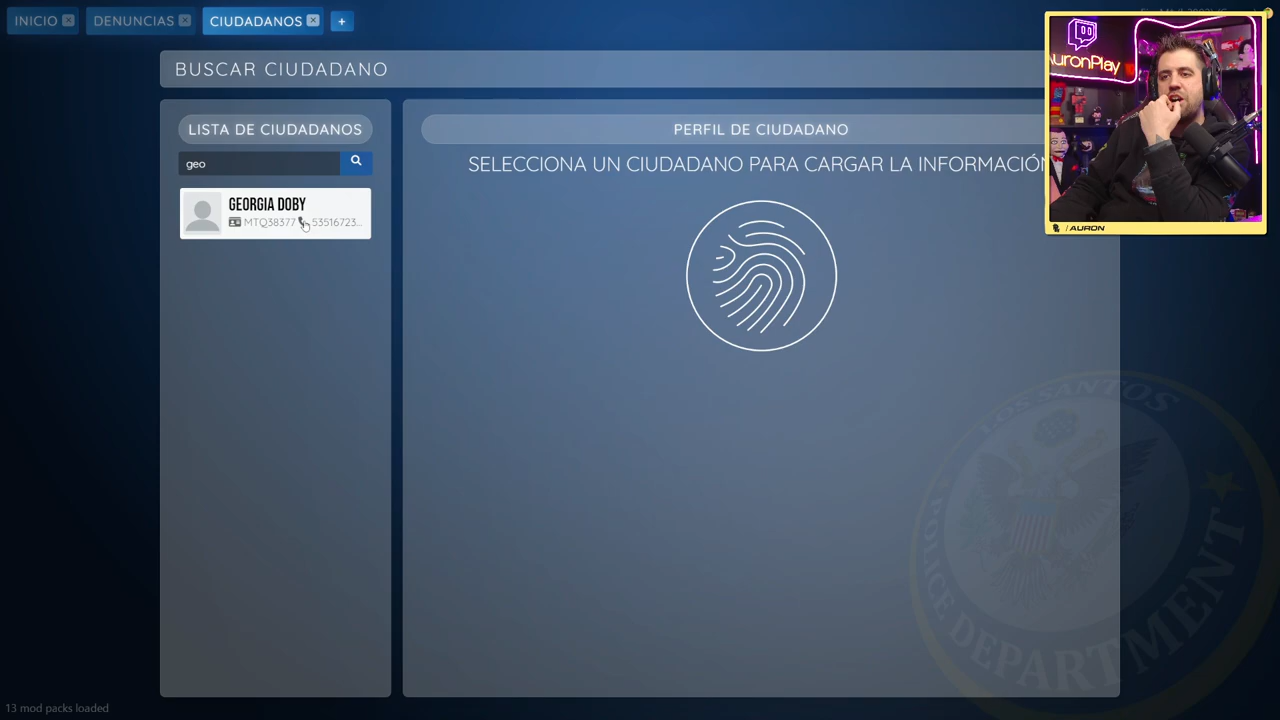 INICIO
DENUNCIAS
CIUDADANOS
+
BUSCAR CIUDADANO
LISTA DE CIUDADANOS
geo
GEORGIA DOBY
MTQ38377 53516723...
PERFIL DE CIUDADANO
SELECCIONA UN CIUDADANO PARA CARGAR LA INFORMACIÓN
AuronPlay
/AURON
LOS SANTOS
POLICE DEPARTMENT
13 mod packs loaded